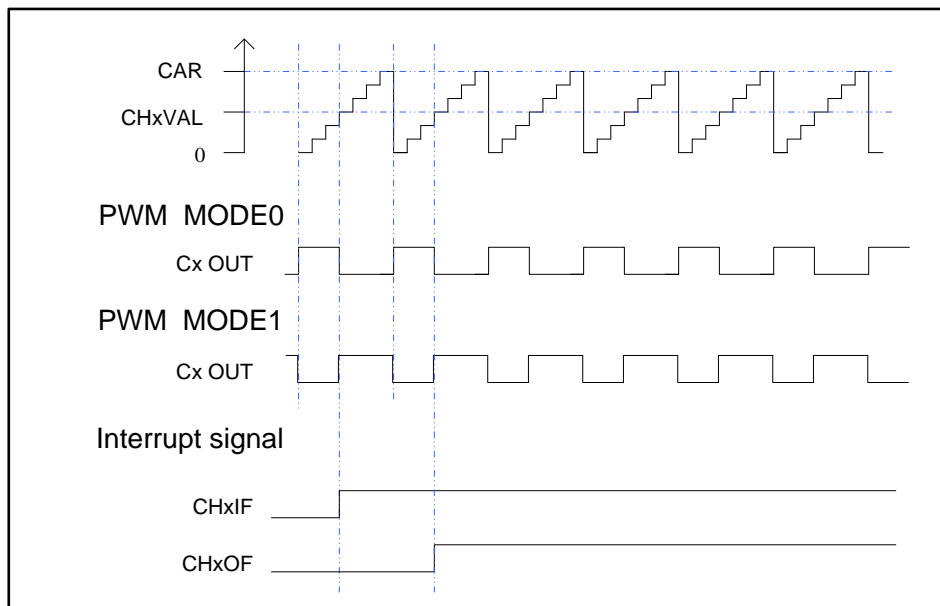 CAR
CHxVAL
0
PWM MODE0
Cx OUT
PWM MODE1
Cx OUT
Interrupt signal
CHxIF
CHxOF